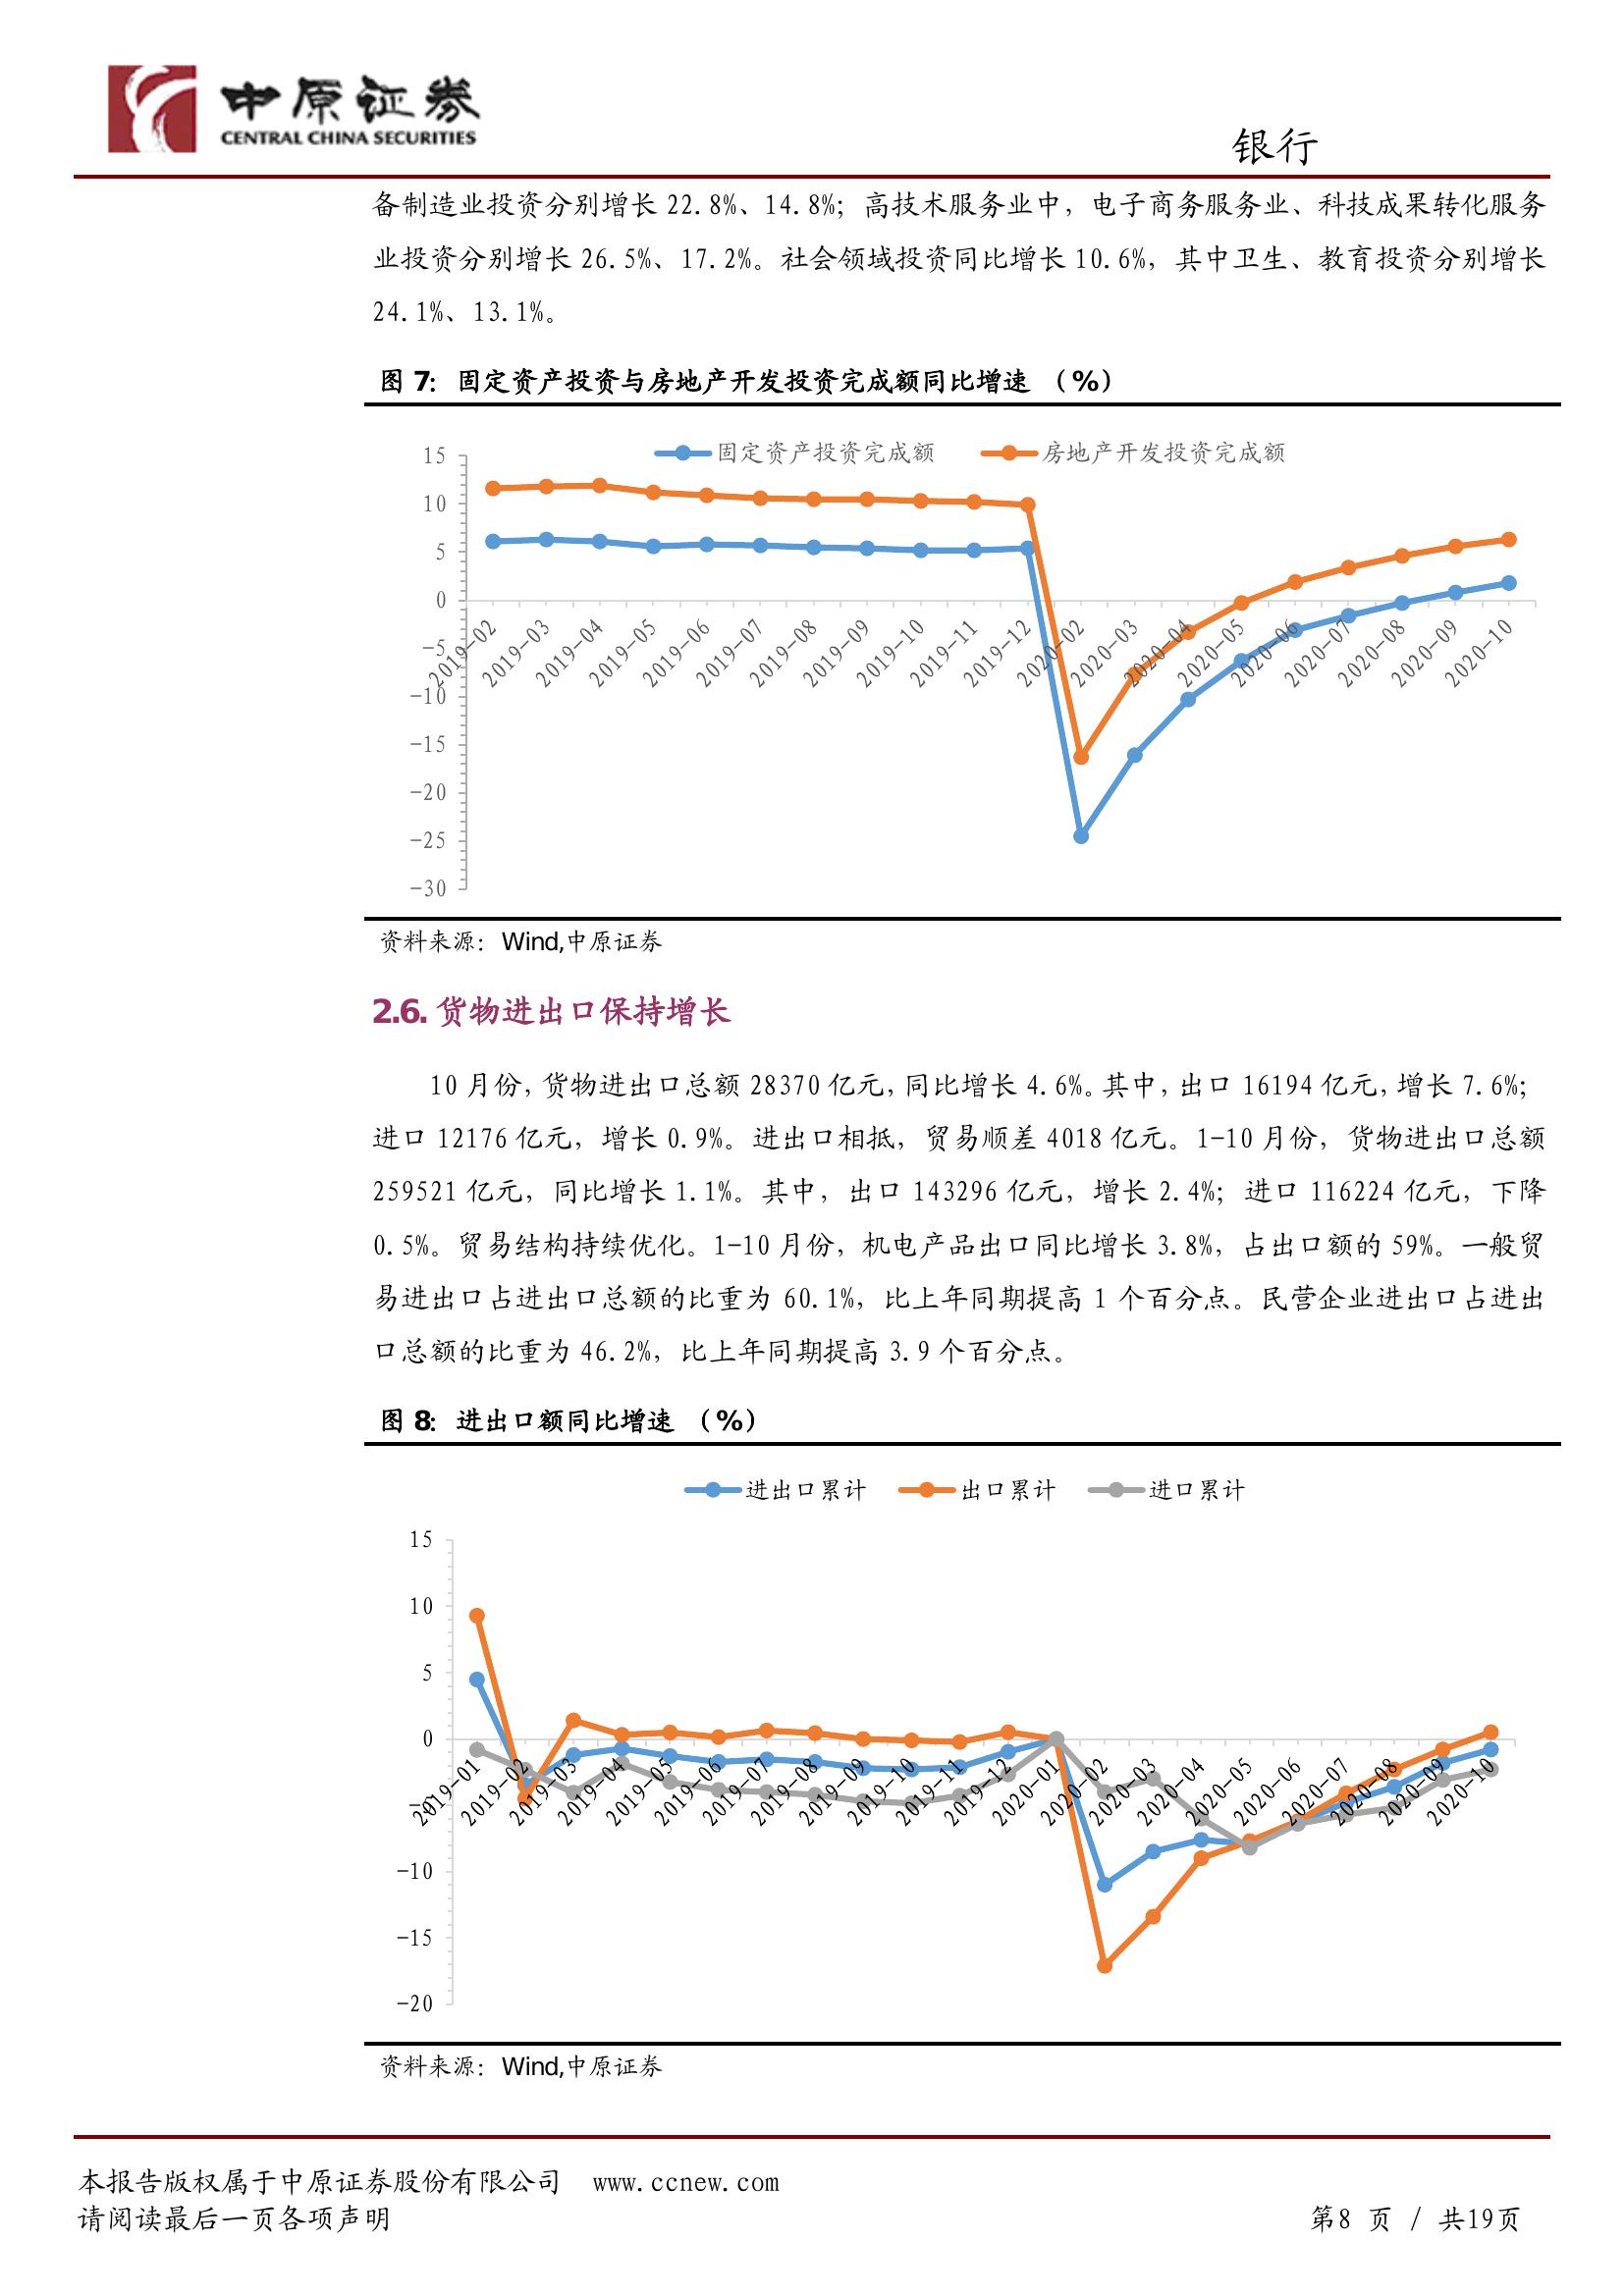 中原证券
CENTRAL CHINA SECURITIES
银行
备制造业投资分别增长 22.8%、14.8%；高技术服务业中，电子商务服务业、科技成果转化服务
业投资分别增长 26.5%、17.2%。社会领域投资同比增长 10.6%，其中卫生、教育投资分别增长
24.1%、13.1%。
图 7：固定资产投资与房地产开发投资完成额同比增速 （%）
固定资产投资完成额 房地产开发投资完成额
15
10
5
0
-5
-10
-15
-20
-25
-30
2019-02 2019-03 2019-04 2019-05 2019-06 2019-07 2019-08 2019-09 2019-10 2019-11 2019-12 2020-02 2020-03 2020-04 2020-05 2020-06 2020-07 2020-08 2020-09 2020-10
资料来源：Wind,中原证券
2.6. 货物进出口保持增长
10 月份，货物进出口总额 28370 亿元，同比增长 4.6%。其中，出口 16194 亿元，增长 7.6%；
进口 12176 亿元，增长 0.9%。进出口相抵，贸易顺差 4018 亿元。1-10 月份，货物进出口总额
259521 亿元，同比增长 1.1%。其中，出口 143296 亿元，增长 2.4%；进口 116224 亿元，下降
0.5%。贸易结构持续优化。1-10 月份，机电产品出口同比增长 3.8%，占出口额的 59%。一般贸
易进出口占进出口总额的比重为 60.1%，比上年同期提高 1 个百分点。民营企业进出口占进出
口总额的比重为 46.2%，比上年同期提高 3.9 个百分点。
图 8：进出口额同比增速 （%）
进出口累计 出口累计 进口累计
15
10
5
0
-5
-10
-15
-20
2019-01 2019-02 2019-03 2019-04 2019-05 2019-06 2019-07 2019-08 2019-09 2019-10 2019-11 2019-12 2020-01 2020-02 2020-03 2020-04 2020-05 2020-06 2020-07 2020-08 2020-09 2020-10
资料来源：Wind,中原证券
本报告版权属于中原证券股份有限公司 www.ccnew.com
请阅读最后一页各项声明
第8 页 / 共19页